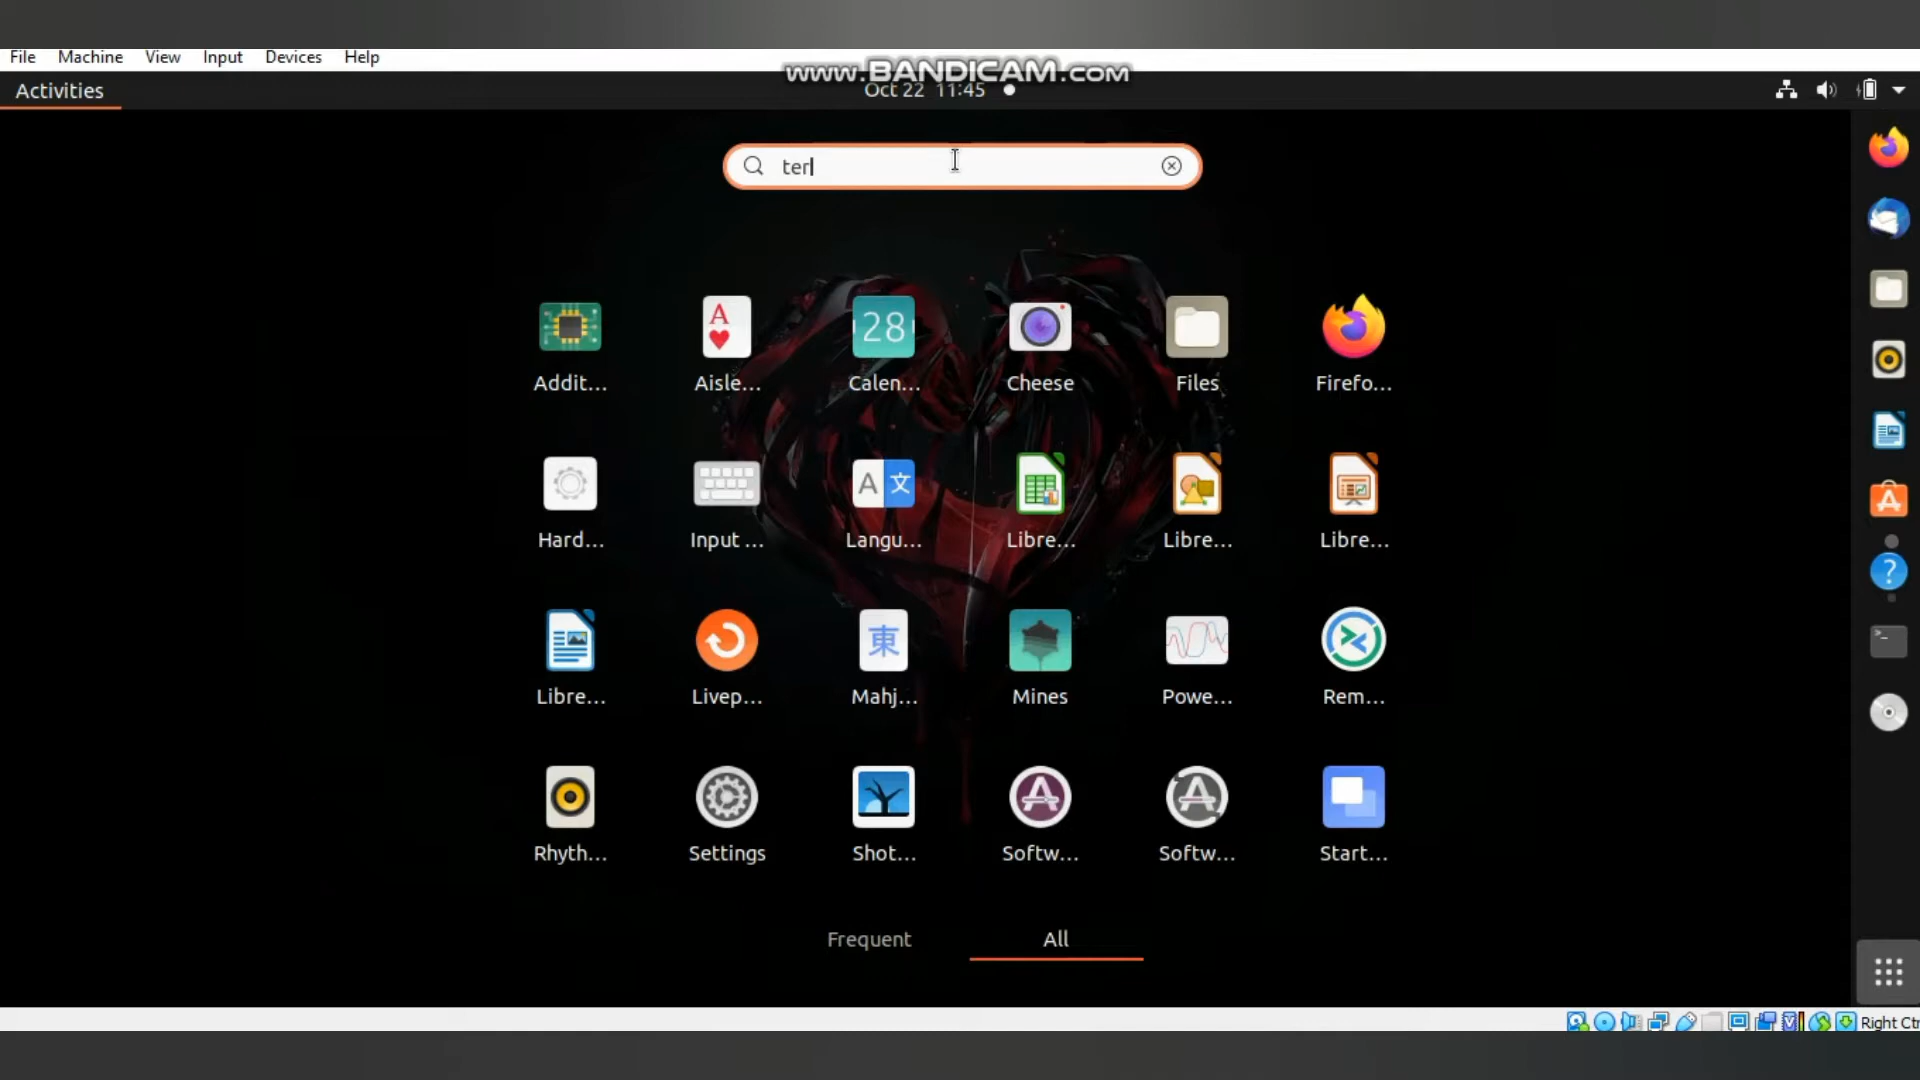 File Machine View Input Devices Help
www.BANDICAM.com
Activities
Oct 22 11:45
ter
28
Addit...
Aisle...
Calen...
Cheese
Files
Firefo...
Hard...
Input ...
Langu...
Libre...
Libre...
Libre...
Libre...
Livep...
Mahj...
Mines
Powe...
Rem...
Rhyth...
Settings
Shot...
Softw...
Softw...
Start...
Frequent
All
Right Ctr